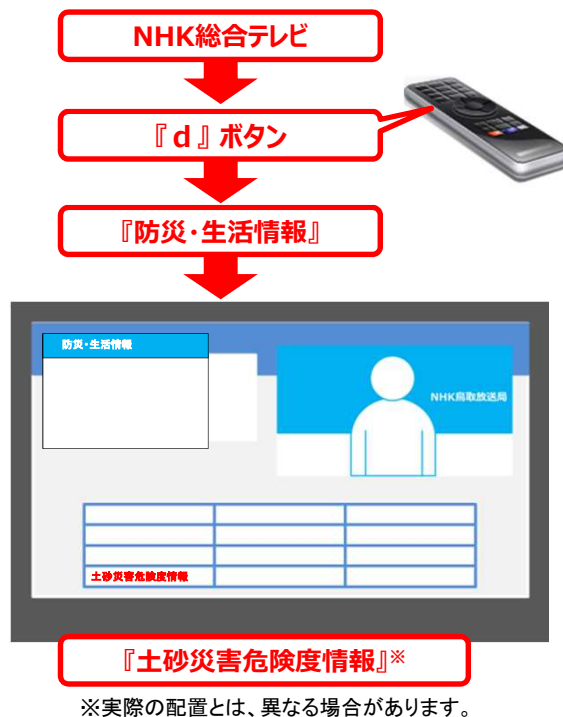 NHK総合テレビ
『ｄ』ボタン
『防災・生活情報』
防災・生活情報
NHK鳥取放送局
土砂災害危険度情報
『土砂災害危険度情報』※
※実際の配置とは、異なる場合があります。